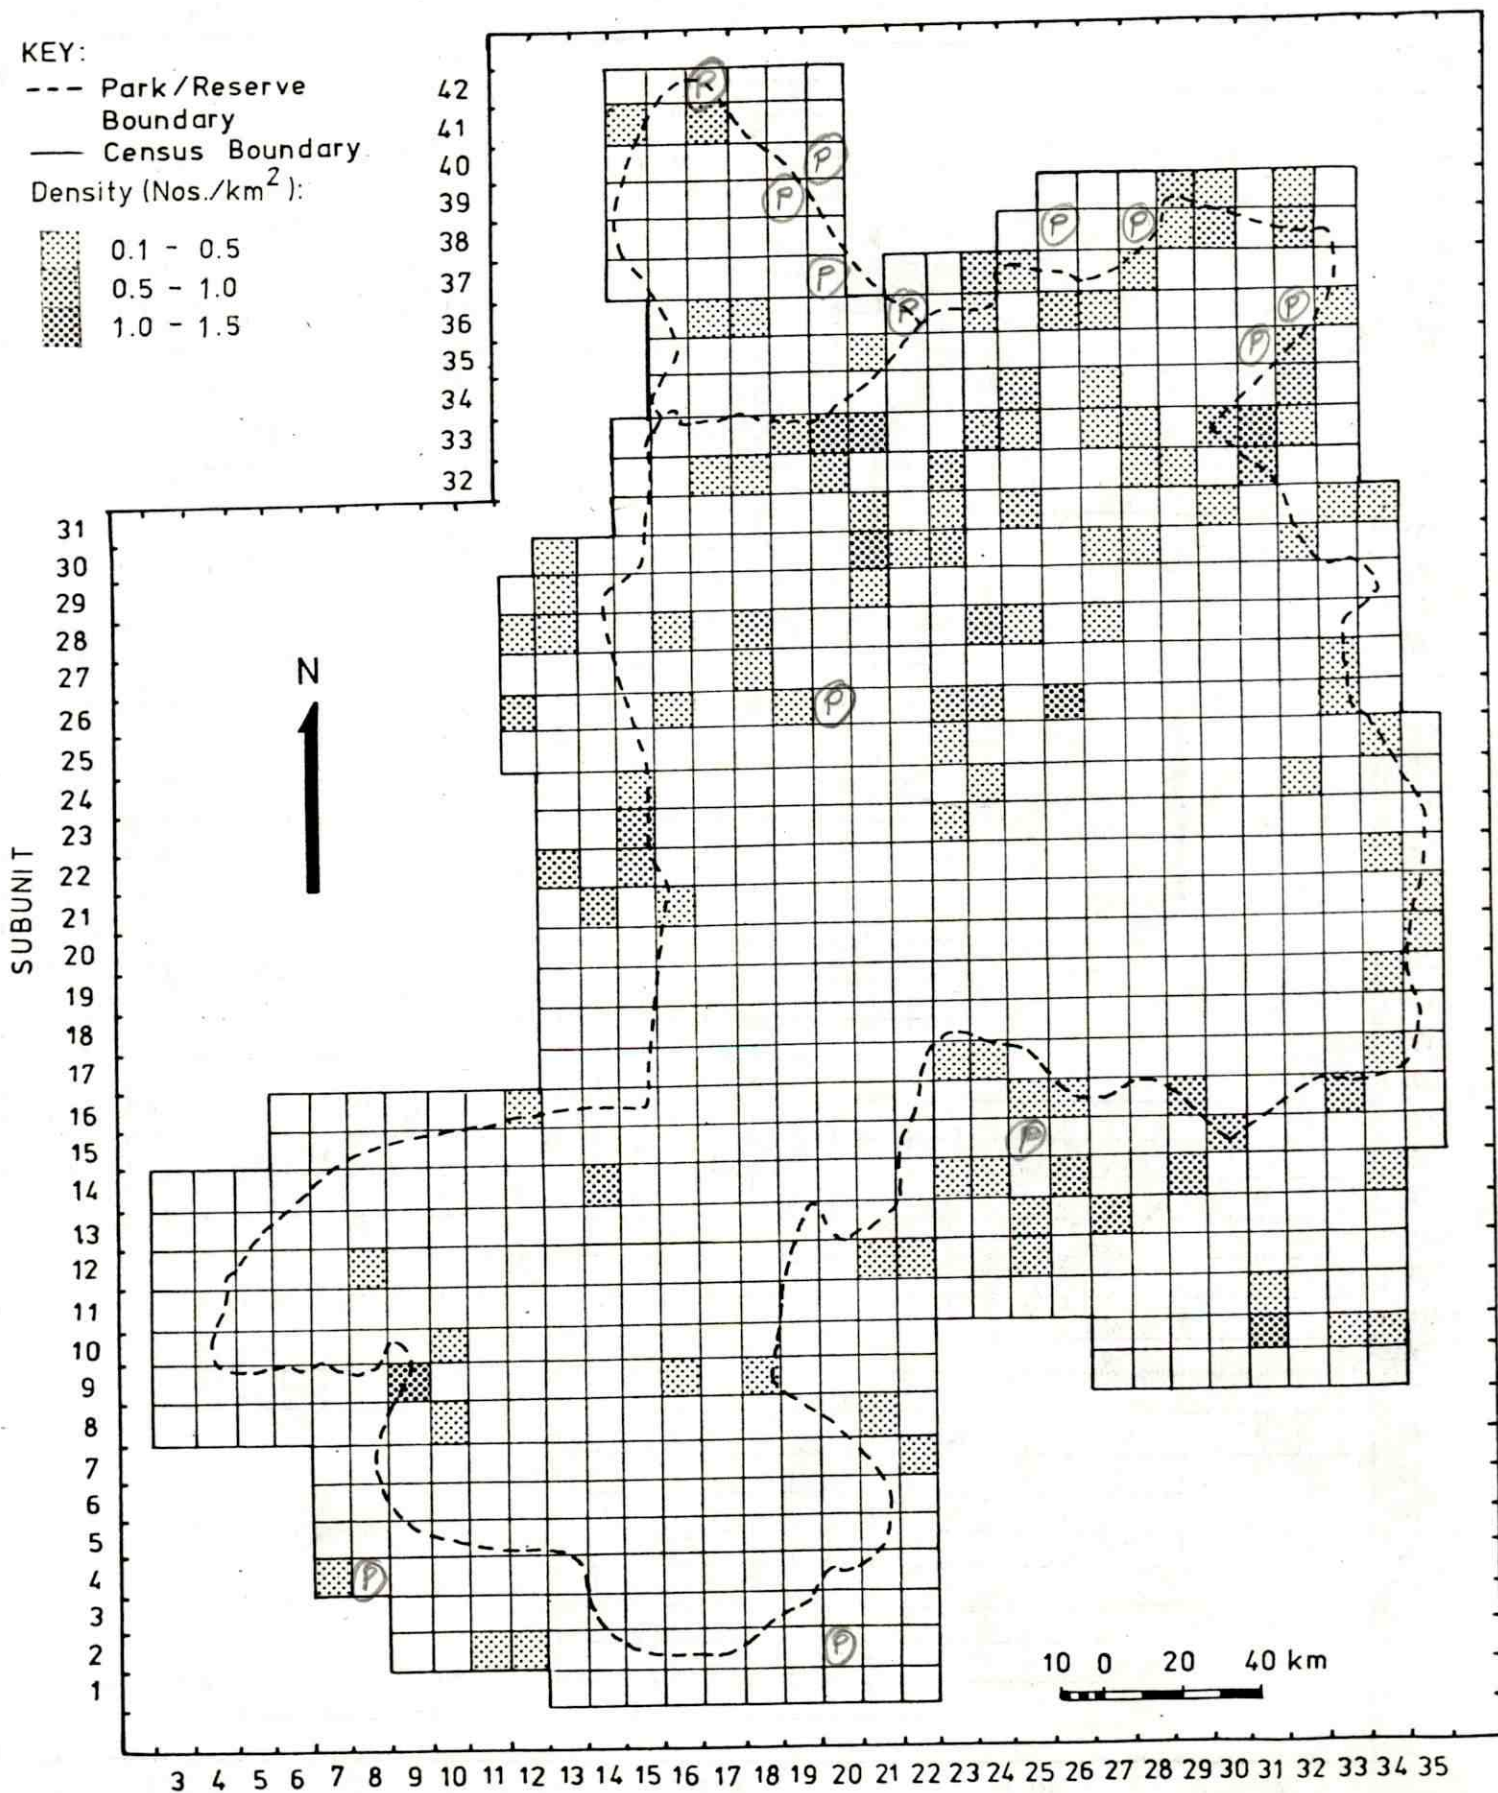 KEY:
--- Park/Reserve
Boundary
— Census Boundary
Density (Nos./km²):
0.1 - 0.5
0.5 - 1.0
1.0 - 1.5
42
41
40
39
38
37
36
35
34
33
32
31
30
29
28
27
26
25
24
23
22
21
20
19
18
17
16
15
14
13
12
11
10
9
8
7
6
5
4
3
2
1
SUBUNIT
N
P
P
P
P
P
P
P
P
P
P
P
P
P
10 0 20 40 km
3 4 5 6 7 8 9 10 11 12 13 14 15 16 17 18 19 20 21 22 23 24 25 26 27 28 29 30 31 32 33 34 35